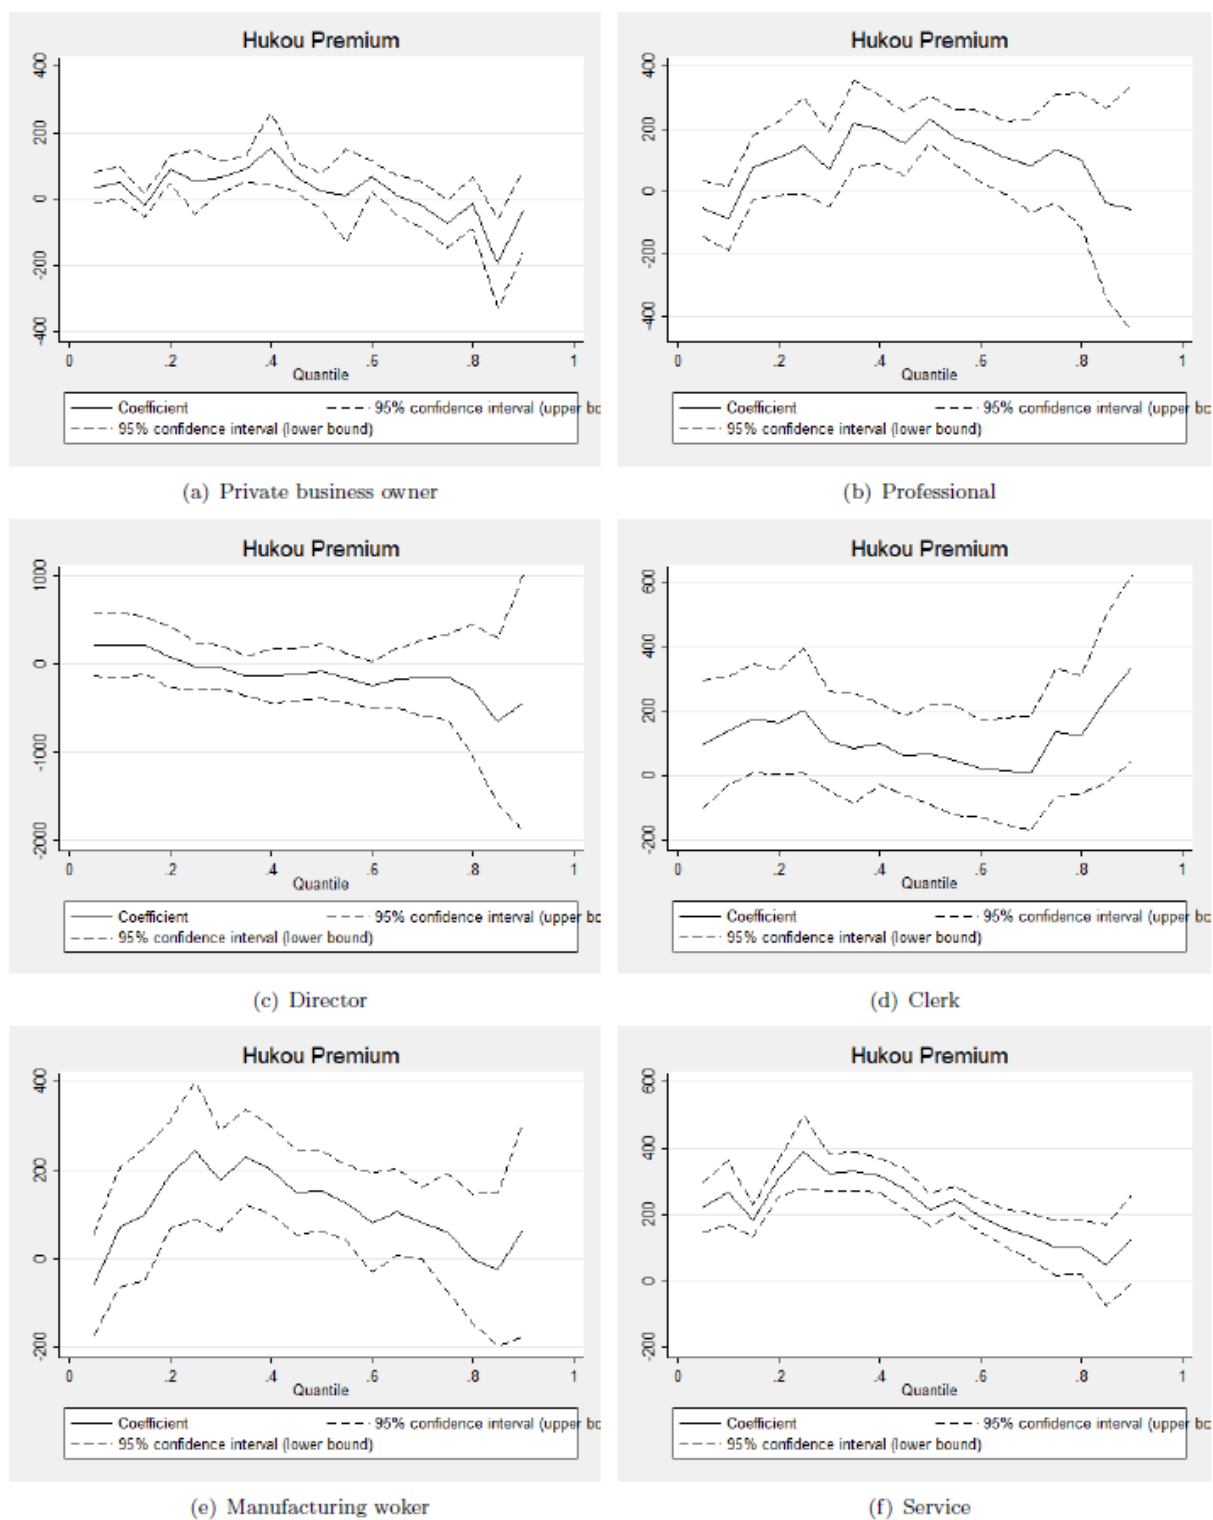 Hukou Premium
400
200
0
-200
-400
0 .2 .4 .6 .8 1
Quantile
Coefficient 95% confidence interval (upper bo
95% confidence interval (lower bound)
(a) Private business owner
Hukou Premium
400
200
0
-200
-400
0 .2 .4 .6 .8 1
Quantile
Coefficient 95% confidence interval (upper bc
95% confidence interval (lower bound)
(b) Professional
Hukou Premium
1000
0
-1000
-2000
0 .2 .4 .6 .8 1
Quantile
Coefficient 95% confidence interval (upper bc
95% confidence interval (lower bound)
(c) Director
Hukou Premium
600
400
200
0
-200
0 .2 .4 .6 .8 1
Quantile
Coefficient 95% confidence interval (upper bc
95% confidence interval (lower bound)
(d) Clerk
Hukou Premium
400
200
0
-200
0 .2 .4 .6 .8 1
Quantile
Coefficient 95% confidence interval (upper bc
95% confidence interval (lower bound)
(e) Manufacturing woker
Hukou Premium
600
400
200
0
-200
0 .2 .4 .6 .8 1
Quantile
Coefficient 95% confidence interval (upper bc
95% confidence interval (lower bound)
(f) Service